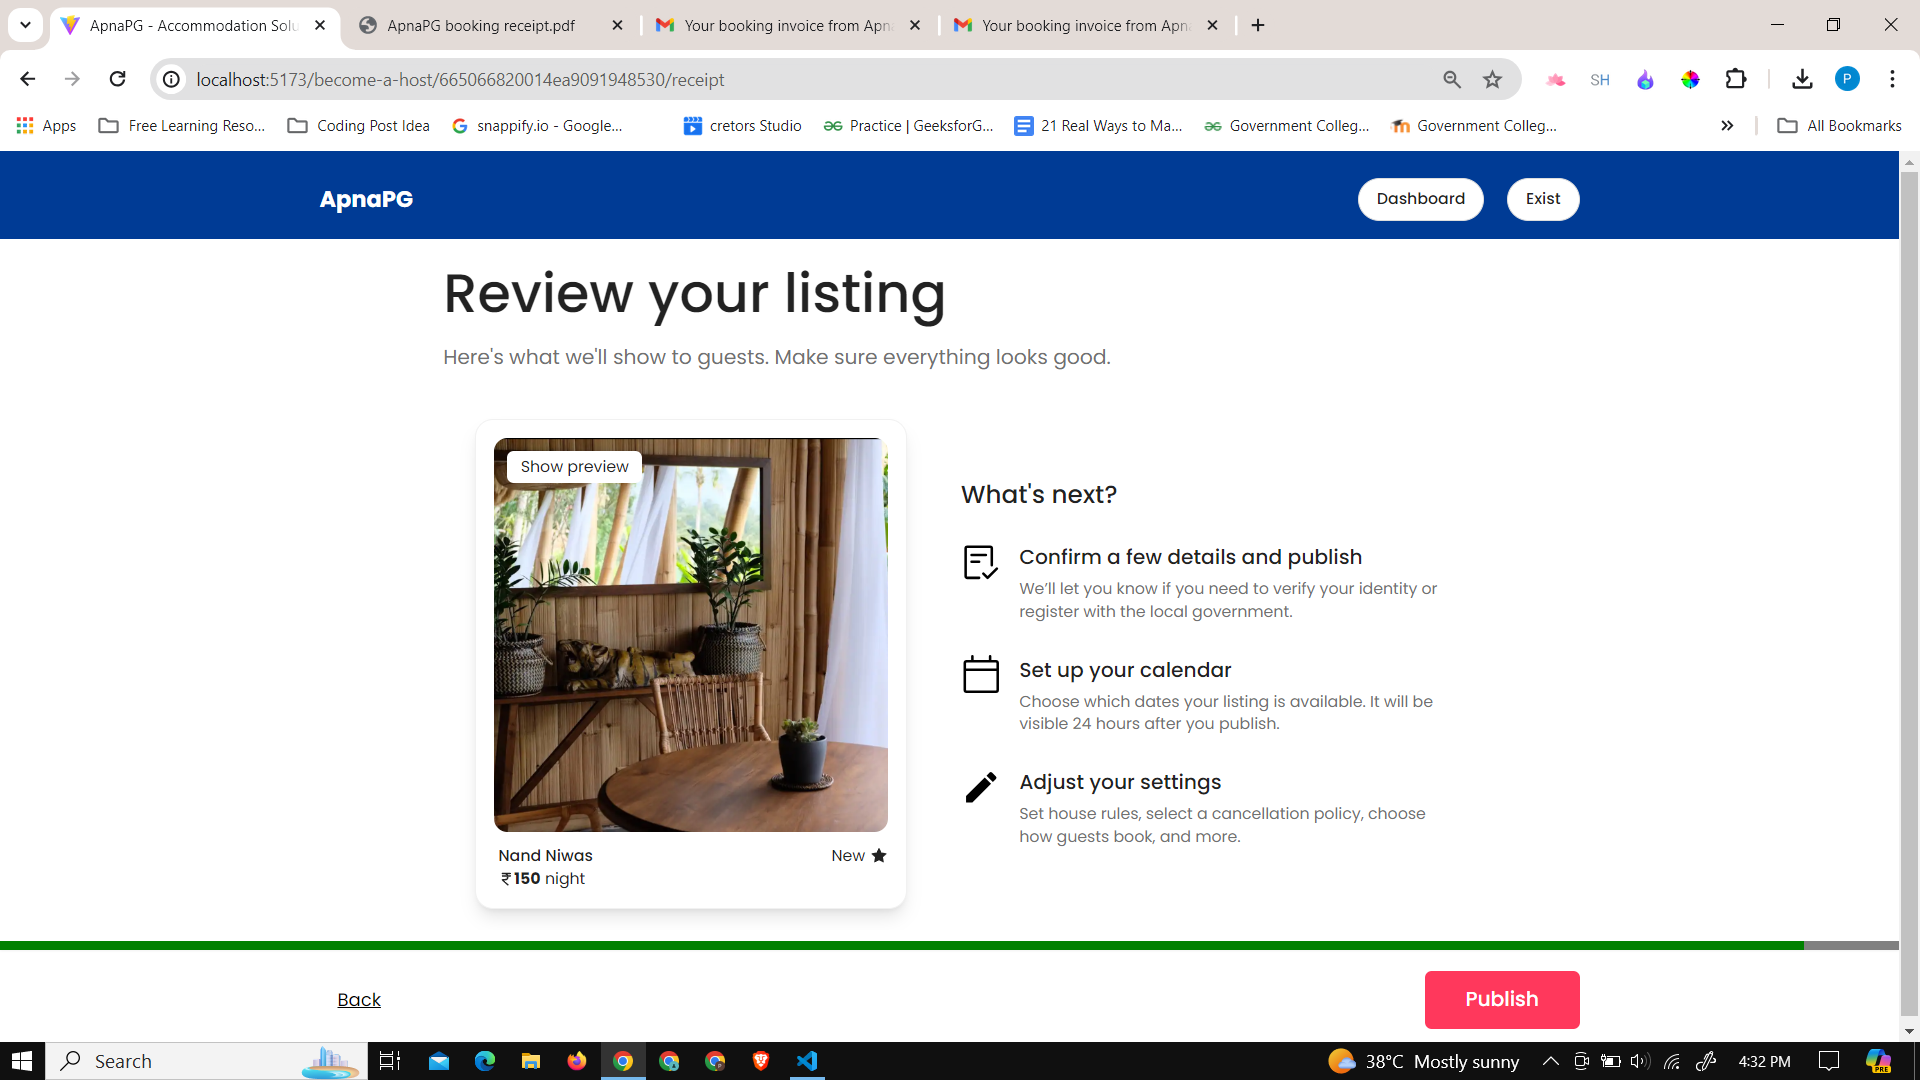 ApnaPG - Accommodation Solu
ApnaPG booking receipt.pdf
Your booking invoice from Apn
Your booking invoice from Apn
localhost:5173/become-a-host/665066820014ea9091948530/receipt
SH
P
Apps
Free Learning Reso...
Coding Post Idea
snappify.io - Google...
cretors Studio
Practice | GeeksforG...
21 Real Ways to Ma...
Government Colleg...
Government Colleg...
All Bookmarks
ApnaPG
Dashboard
Exist
Review your listing
Here's what we'll show to guests. Make sure everything looks good.
Show preview
Nand Niwas
New
₹150 night
What's next?
Confirm a few details and publish
We’ll let you know if you need to verify your identity or
register with the local government.
Set up your calendar
Choose which dates your listing is available. It will be
visible 24 hours after you publish.
Adjust your settings
Set house rules, select a cancellation policy, choose
how guests book, and more.
Back
Publish
Search
38°C Mostly sunny
4:32 PM
PRE